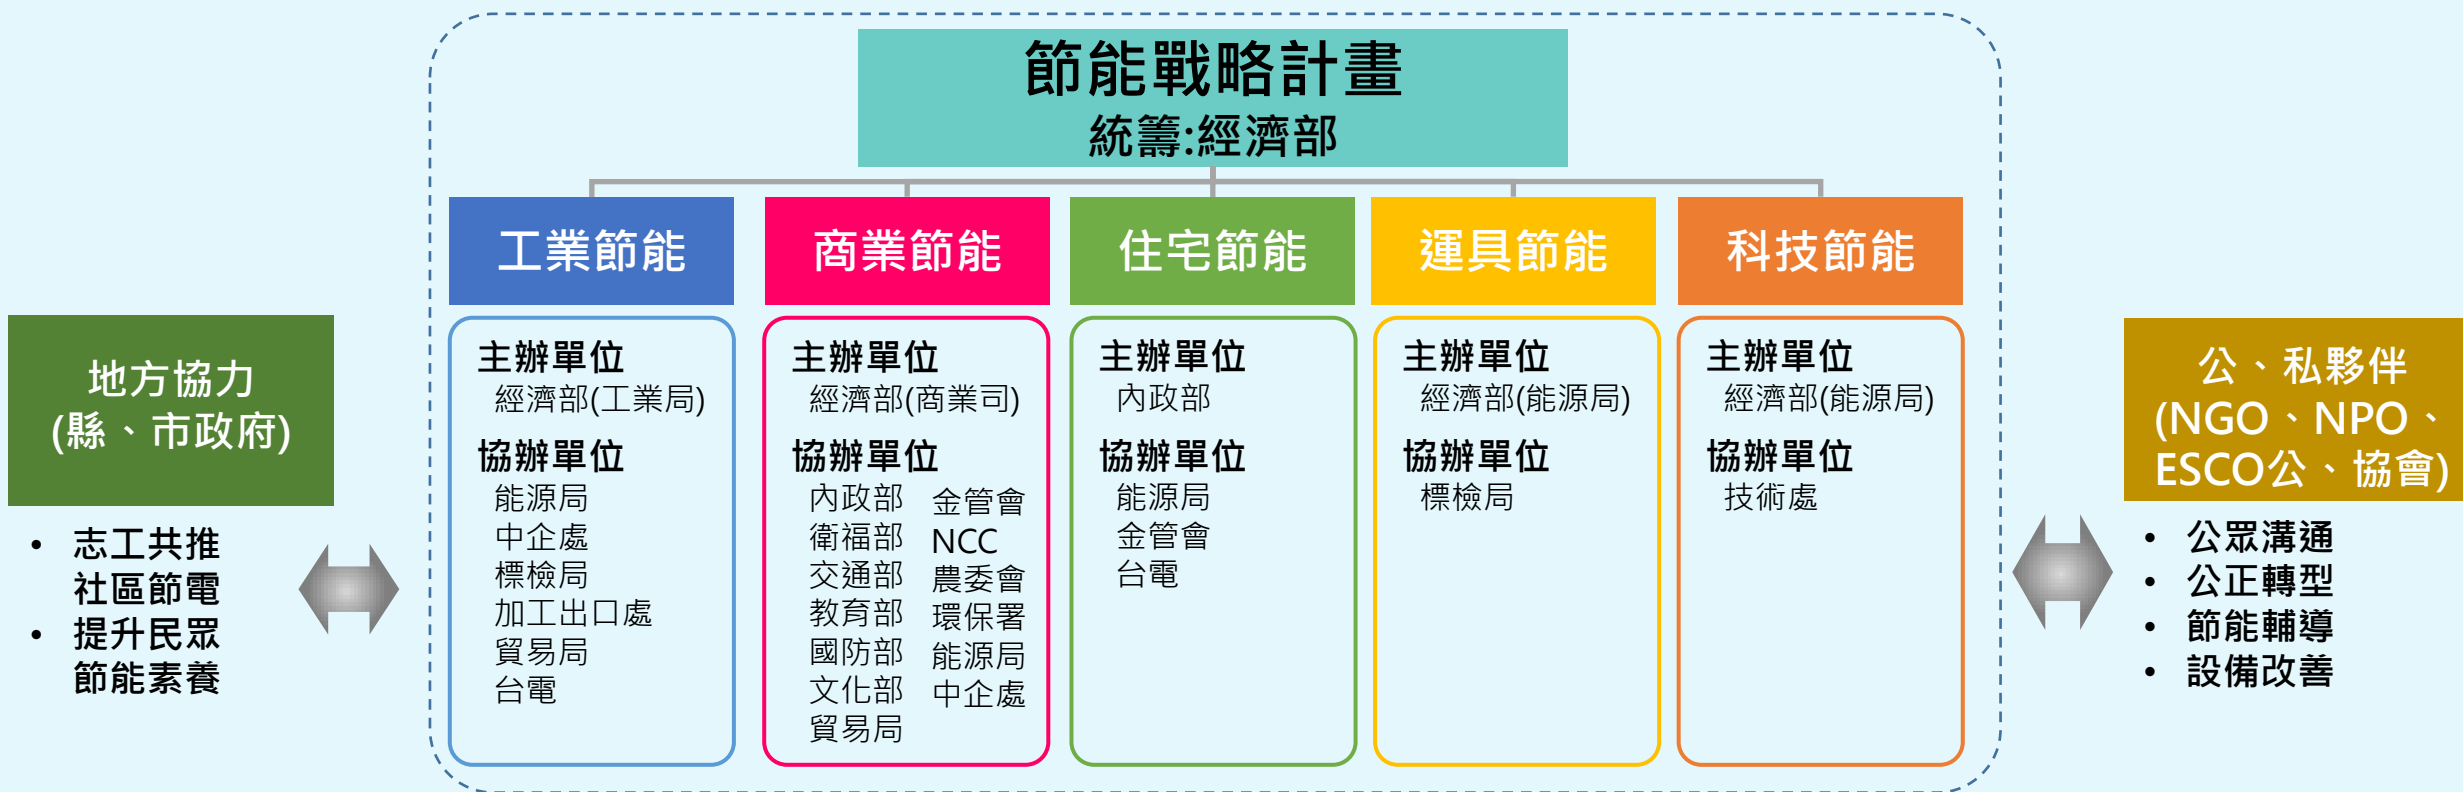 節能戰略計畫
統籌:經濟部
地方協力
(縣、市政府)
• 志工共推
社區節電
• 提升民眾
節能素養
工業節能
主辦單位
經濟部(工業局)
協辦單位
能源局
中企處
標檢局
加工出口處
貿易局
台電
商業節能
主辦單位
經濟部(商業司)
協辦單位
內政部
衛福部
交通部
教育部
國防部
文化部
貿易局
金管會
NCC
農委會
環保署
能源局
中企處
住宅節能
主辦單位
內政部
協辦單位
能源局
金管會
台電
運具節能
主辦單位
經濟部(能源局)
協辦單位
標檢局
科技節能
主辦單位
經濟部(能源局)
協辦單位
技術處
公、私夥伴
(NGO、NPO、
ESCO公、協會)
• 公眾溝通
• 公正轉型
• 節能輔導
• 設備改善